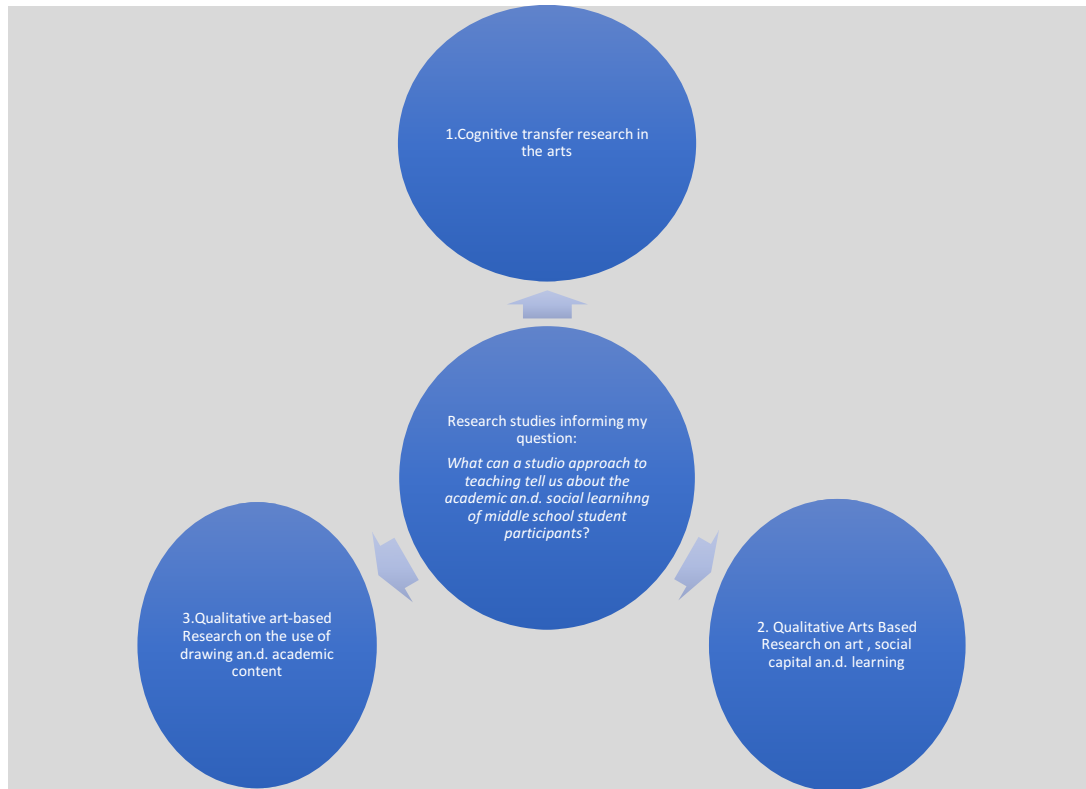 1.Cognitive transfer research in
the arts
Research studies informing my
question:
What can a studio approach to
teaching tell us about the
academic an.d. social learnihng
of middle school student
participants?
3.Qualitative art-based
Research on the use of
drawing an.d. academic
content
2. Qualitative Arts Based
Research on art , social
capital an.d. learning